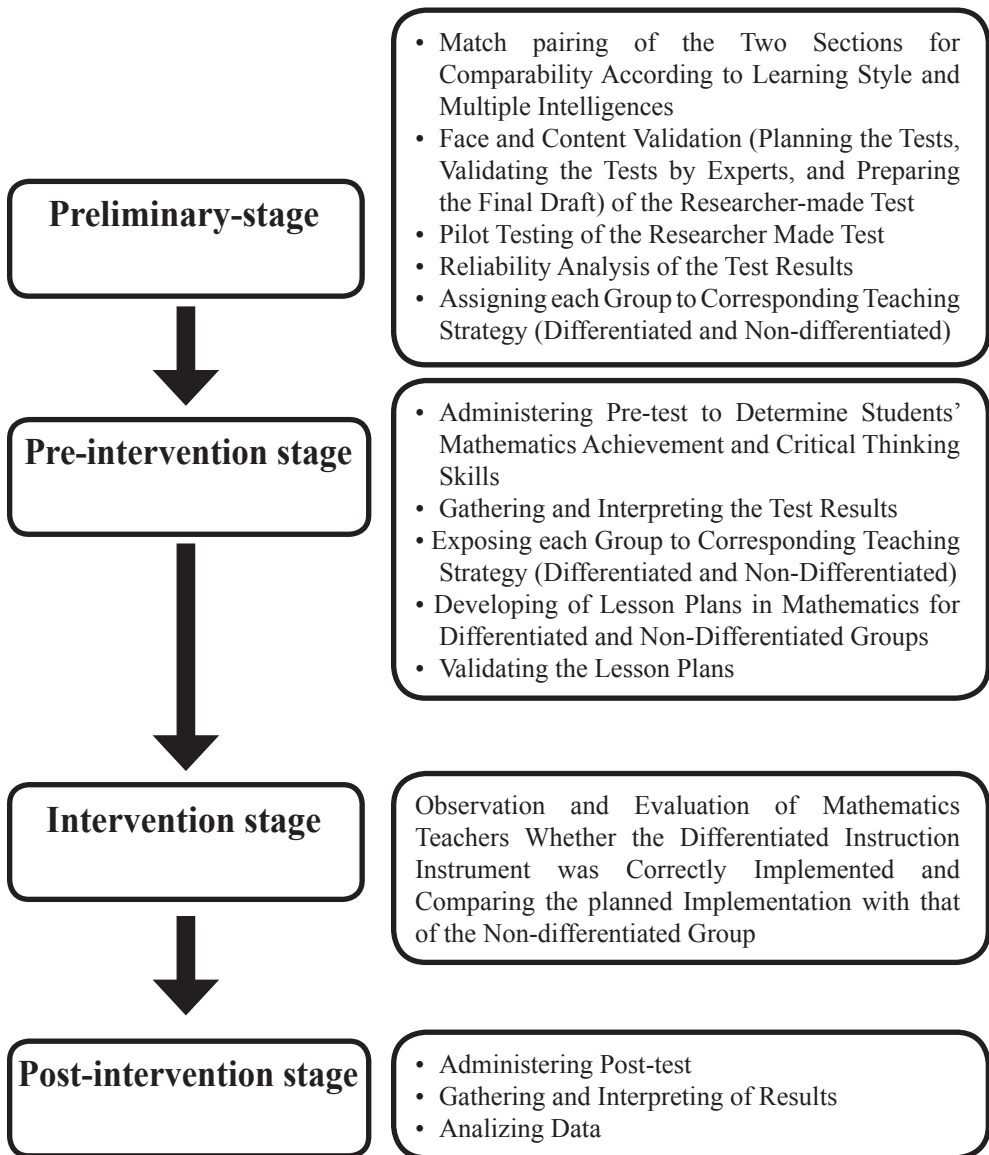 Preliminary-stage
• Match pairing of the Two Sections for
Comparability According to Learning Style and
Multiple Intelligences
• Face and Content Validation (Planning the Tests,
Validating the Tests by Experts, and Preparing
the Final Draft) of the Researcher-made Test
• Pilot Testing of the Researcher Made Test
• Reliability Analysis of the Test Results
• Assigning each Group to Corresponding Teaching
Strategy (Differentiated and Non-differentiated)
Pre-intervention stage
• Administering Pre-test to Determine Students’
Mathematics Achievement and Critical Thinking
Skills
• Gathering and Interpreting the Test Results
• Exposing each Group to Corresponding Teaching
Strategy (Differentiated and Non-Differentiated)
• Developing of Lesson Plans in Mathematics for
Differentiated and Non-Differentiated Groups
• Validating the Lesson Plans
Intervention stage
Observation and Evaluation of Mathematics
Teachers Whether the Differentiated Instruction
Instrument was Correctly Implemented and
Comparing the planned Implementation with that
of the Non-differentiated Group
Post-intervention stage
• Administering Post-test
• Gathering and Interpreting of Results
• Analizing Data